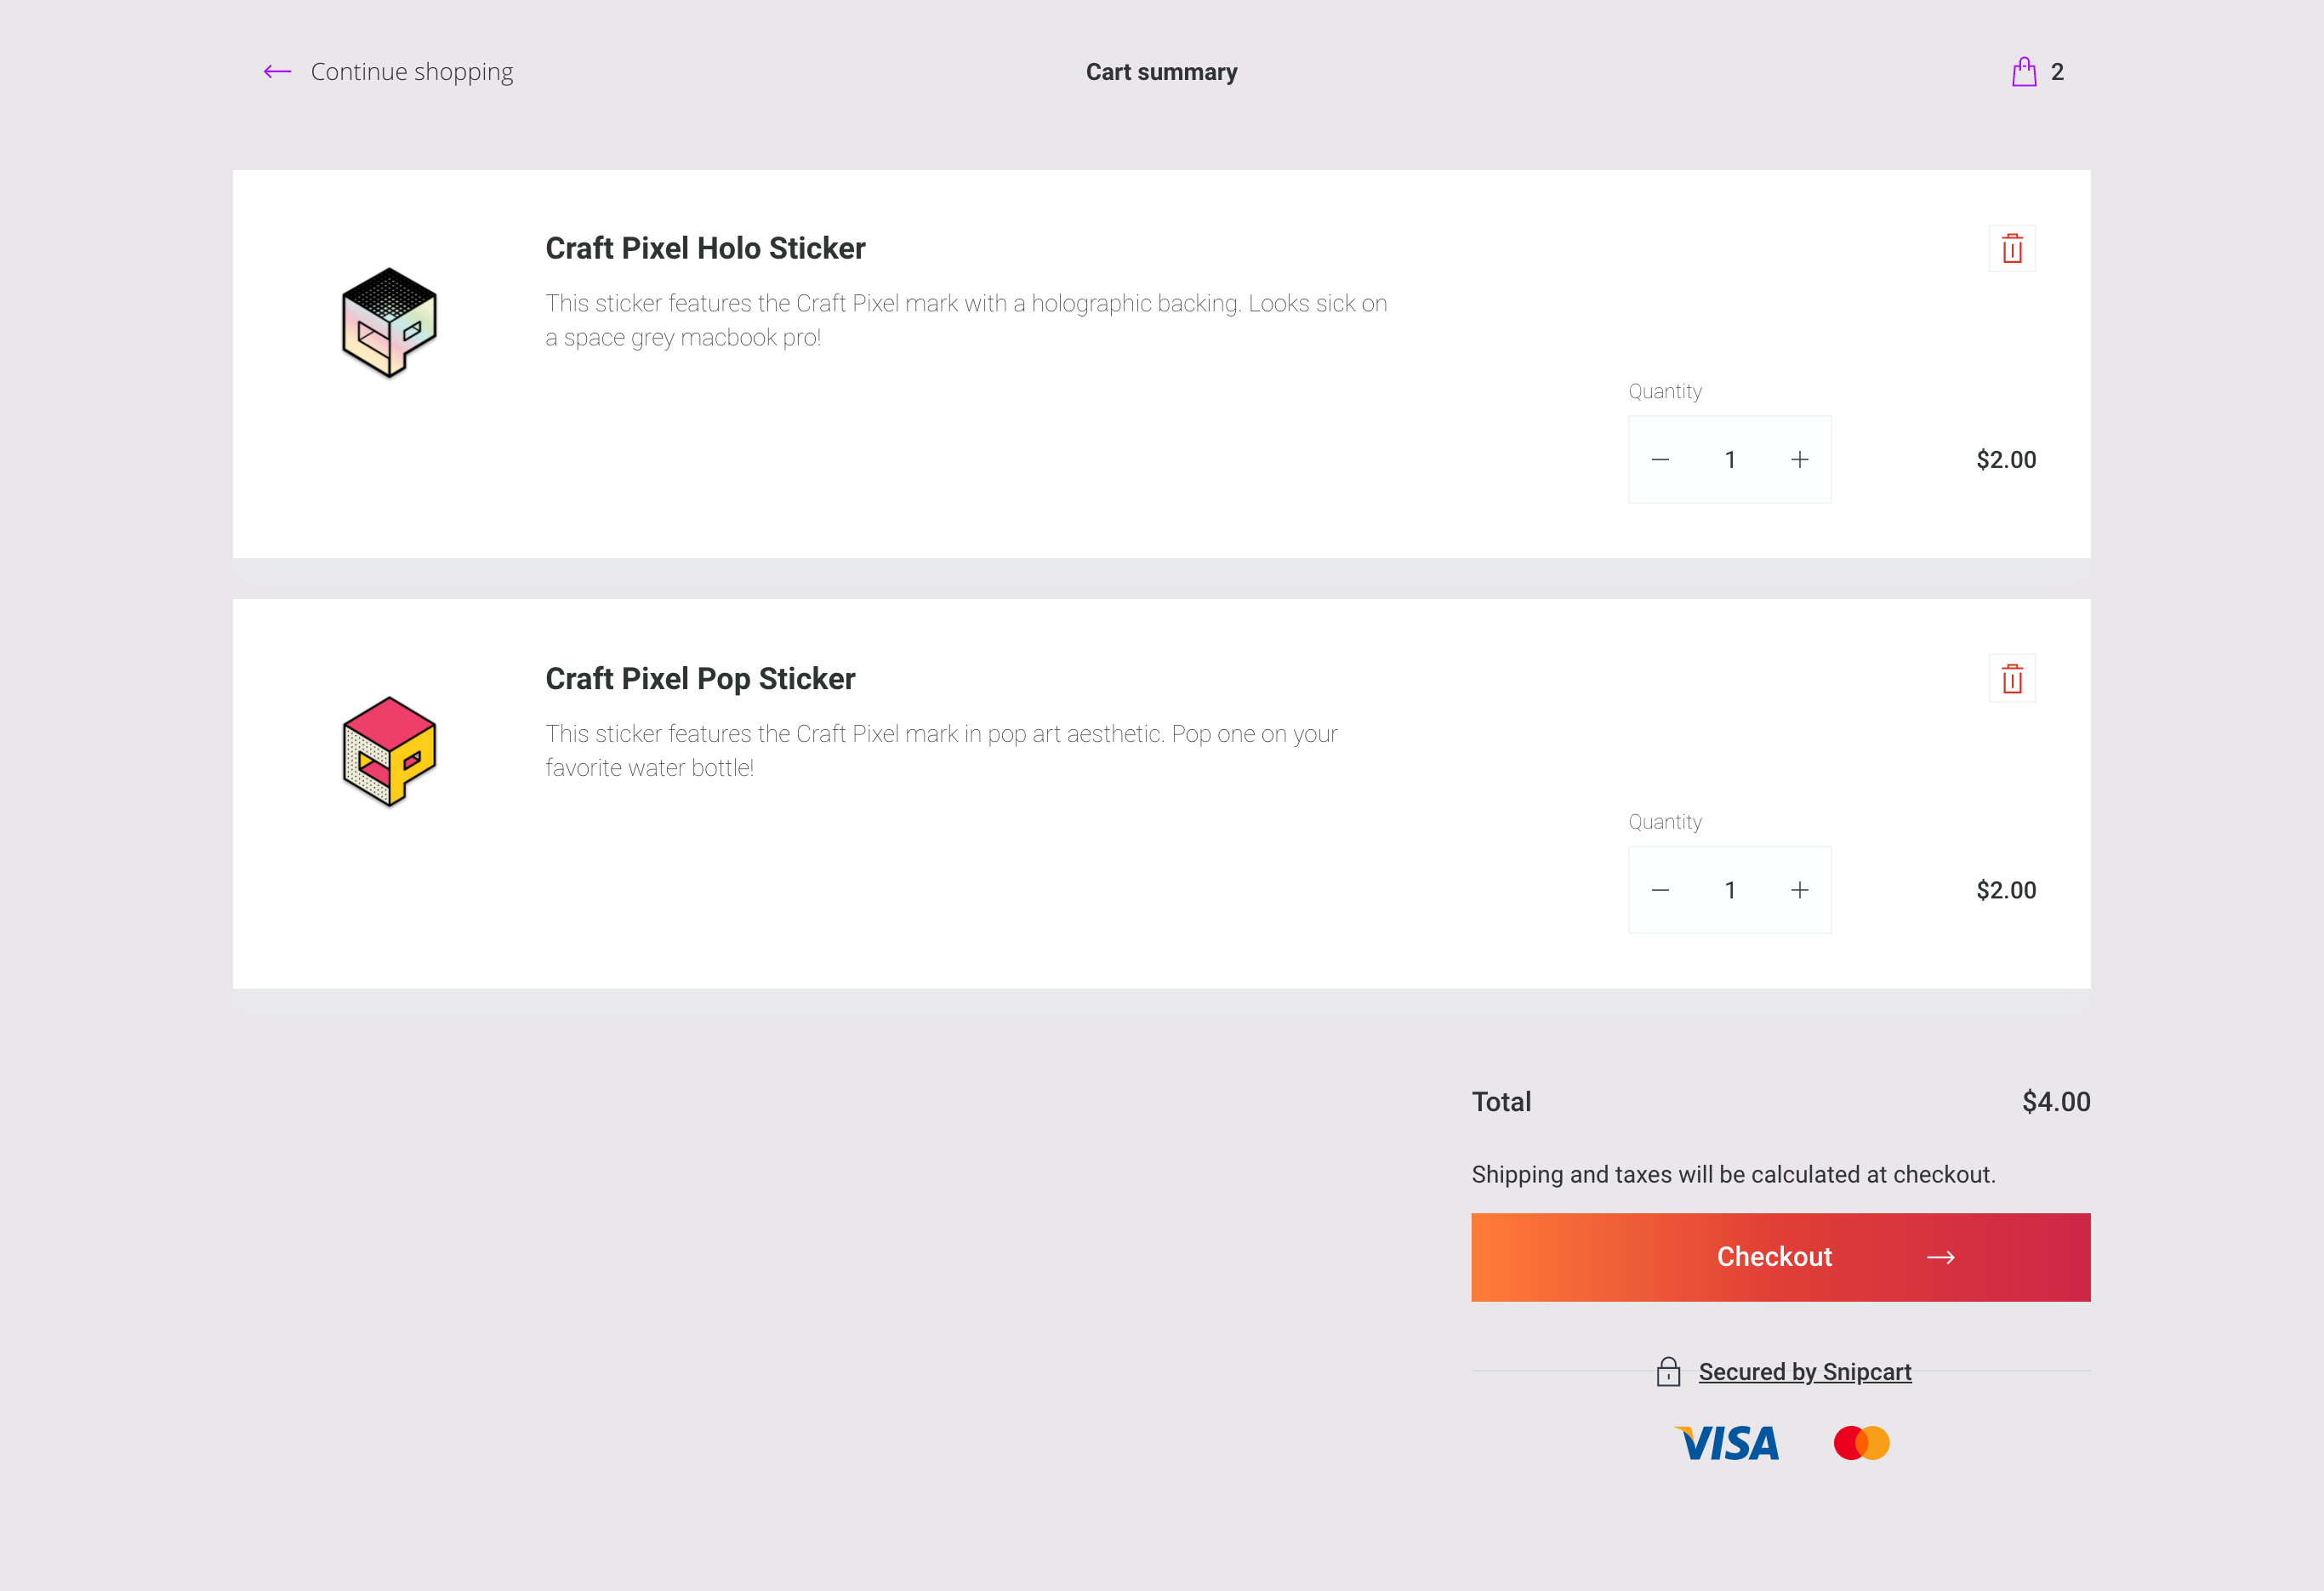 Continue shopping
Cart summary
2
Craft Pixel Holo Sticker
This sticker features the Craft Pixel mark with a holographic backing. Looks sick on
a space grey macbook pro!
Quantity
1
$2.00
Craft Pixel Pop Sticker
This sticker features the Craft Pixel mark in pop art aesthetic. Pop one on your
favorite water bottle!
Quantity
1
$2.00
Total
$4.00
Shipping and taxes will be calculated at checkout.
Checkout
Secured by Snipcart
VISA